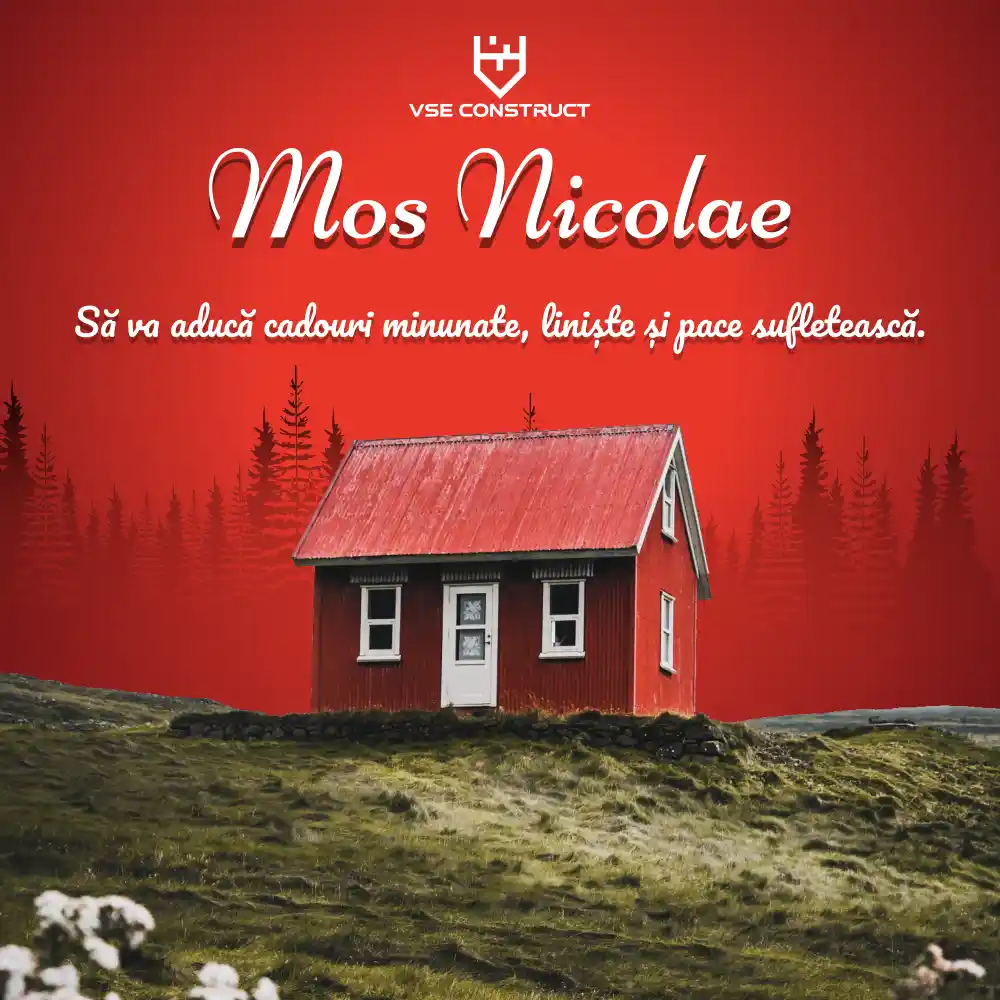 VSE CONSTRUCT
Mos Nicolae
Să va aducă cadouri minunate, liniște și pace sufletească.